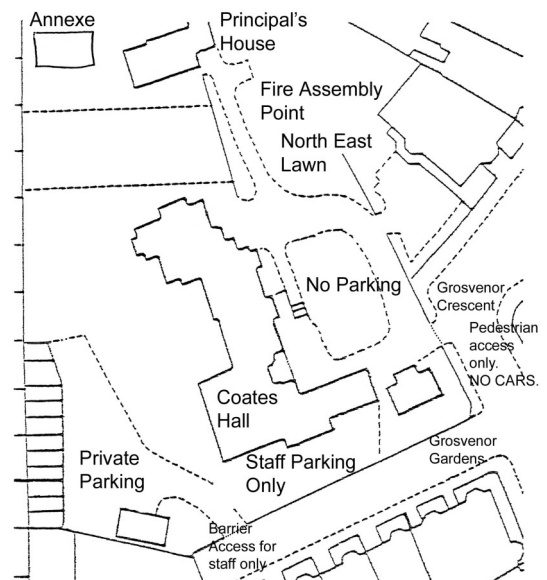 Annexe
Principal's
House
Fire Assembly
Point
North East
Lawn
No Parking
Grosvenor
Crescent
Pedestrian
access
only.
NO CARS.
Coates
Hall
Grosvenor
Gardens
Private
Parking
Staff Parking
Only
Barrier
Access for
staff only